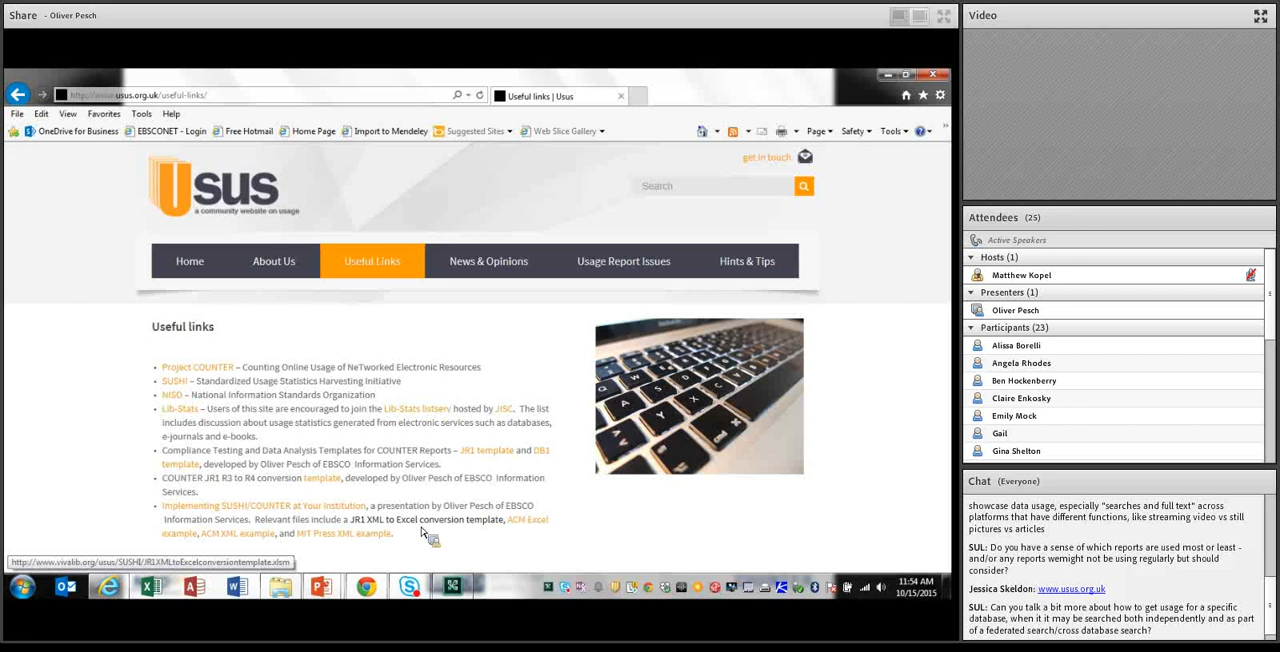 Share - Oliver Pesch
Video
http://www.usus.org.uk/useful-links/
Useful links | Usus
File Edit View Favorites Tools Help
OneDrive for Business EBSCONET - Login Free Hotmail Home Page Import to Mendeley Suggested Sites Web Slice Gallery Page Safety Tools
Usus
a community website on usage
get in touch
Search
Home About Us Useful Links News & Opinions Usage Report Issues Hints & Tips
Useful links
• Project COUNTER – Counting Online Usage of NeTworked Electronic Resources
• SUSHI – Standardized Usage Statistics Harvesting Initiative
• NISO – National Information Standards Organization
• Lib-Stats – Users of this site are encouraged to join the Lib-Stats listserv hosted by JISC. The list
includes discussion about usage statistics generated from electronic services such as databases,
e-journals and e-books.
• Compliance Testing and Data Analysis Templates for COUNTER Reports – JR1 template and DB1
template, developed by Oliver Pesch of EBSCO Information Services.
• COUNTER JR1 R3 to R4 conversion template, developed by Oliver Pesch of EBSCO Information
Services.
• Implementing SUSHI/COUNTER at Your Institution, a presentation by Oliver Pesch of EBSCO
Information Services. Relevant files include a JR1 XML to Excel conversion template, ACM Excel
example, ACM XML example, and MIT Press XML example.
http://www.vivalib.org/usus/SUSHI/JR1XMLtoExcelconversiontemplate.xlsm
11:54 AM
10/15/2015
Attendees (25)
Active Speakers
Hosts (1)
Matthew Kopel
Presenters (1)
Oliver Pesch
Participants (23)
Alissa Borelli
Angela Rhodes
Ben Hockenberry
Claire Enkosky
Emily Mock
Gail
Gina Shelton
Chat (Everyone)
showcase data usage, especially "searches and full text" across
platforms that have different functions, like streaming video vs still
pictures vs articles
SUL: Do you have a sense of which reports are used most or least -
and/or any reports wemight not be using regularly but should
consider?
Jessica Skeldon: www.usus.org.uk
SUL: Can you talk a bit more about how to get usage for a specific
database, when it it may be searched both independently and as part
of a federated search/cross database search?